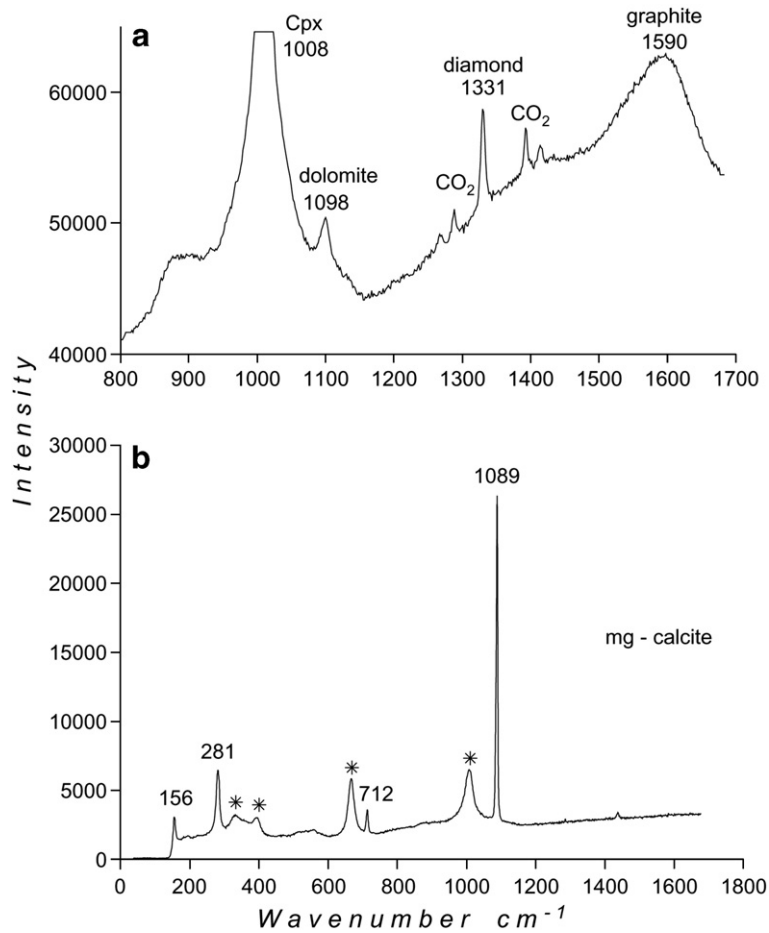 a
Cpx
1008
graphite
1590
diamond
1331
CO2
dolomite
1098
CO2
60000
50000
40000
800 900 1000 1100 1200 1300 1400 1500 1600 1700
Intensity
b
30000
25000
20000
15000
10000
5000
0
1089
mg - calcite
281
156
*
*
*
712
*
0 200 400 600 800 1000 1200 1400 1600 1800
Wavenumber cm-1